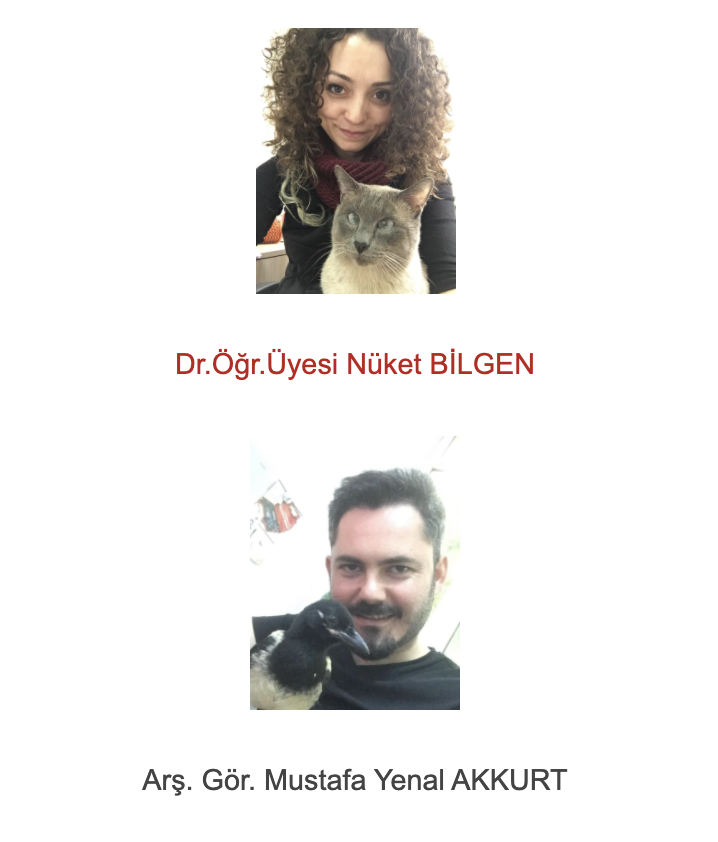 Dr.Öğr.Üyesi Nüket BİLGEN
Arş. Gör. Mustafa Yenal AKKURT